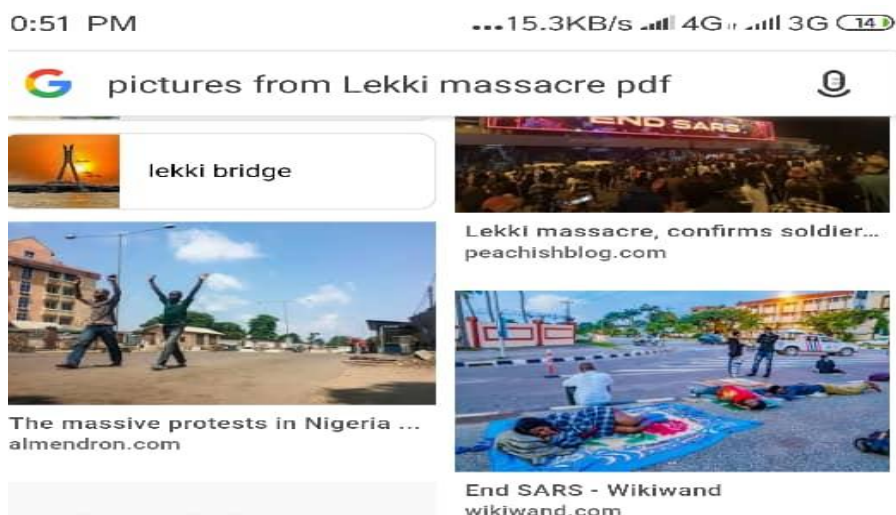 0:51 PM
...15.3KB/s 4G 3G 14
pictures from Lekki massacre pdf
lekki bridge
END SARS.
Lekki massacre, confirms soldier...
peachishblog.com
The massive protests in Nigeria ...
almendron.com
End SARS - Wikiwand
wikiwand.com